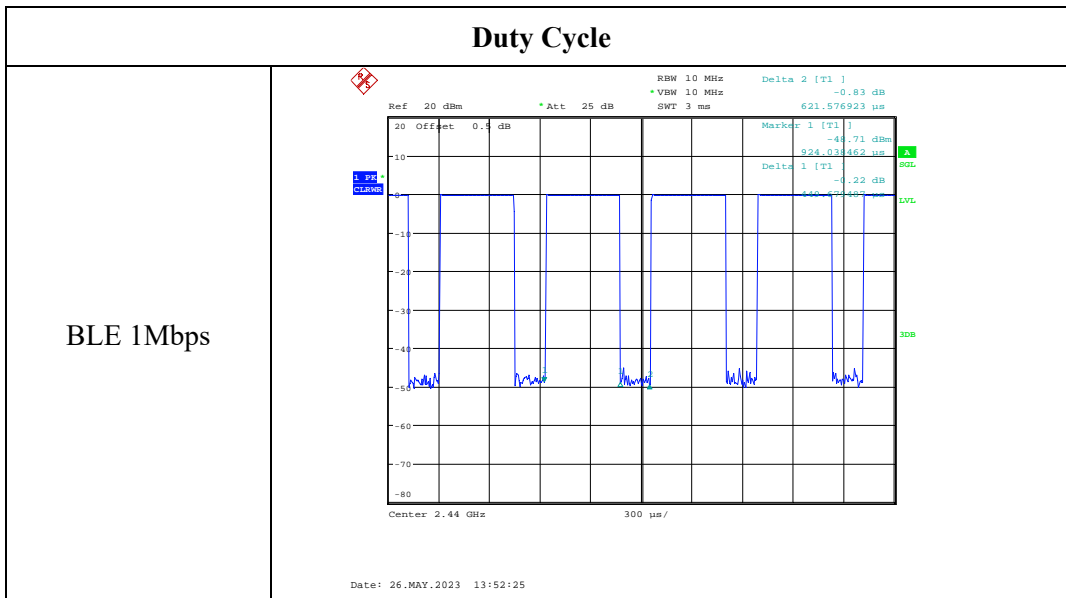 Duty Cycle
BLE 1Mbps
R S
RBW 10 MHz
Delta 2 [T1 ]
* VBW 10 MHz
-0.83 dB
Ref 20 dBm
* Att 25 dB
SWT 3 ms
621.576923 µs
20 Offset 0.5 dB
Marker 1 [T1 ]
-48.71 dBm
924.038462 µs
A
-10
Delta 1 [T1 ]
SGL
-0.22 dB
1 PK *
CLRWR
0
LVL
-10
-20
-30
3DB
-40
1
1
2
-50
-60
-70
-80
Center 2.44 GHz
300 µs/
Date: 26.MAY.2023 13:52:25